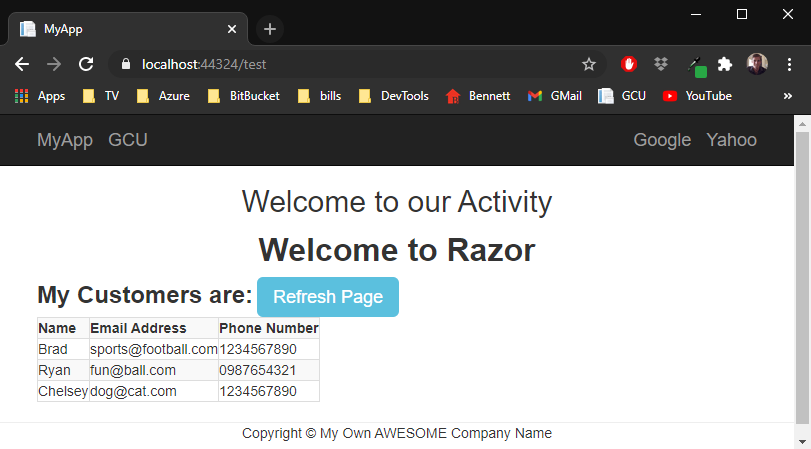 MyApp
localhost:44324/test
Apps TV Azure BitBucket bills DevTools Bennett GMail GCU YouTube »
MyApp GCU Google Yahoo
Welcome to our Activity
Welcome to Razor
My Customers are: Refresh Page
Name Email Address Phone Number
Brad sports@football.com 1234567890
Ryan fun@ball.com 0987654321
Chelsey dog@cat.com 1234567890
Copyright © My Own AWESOME Company Name